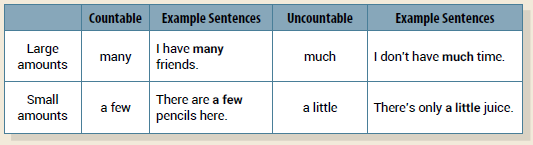 Countable Example Sentences Uncountable Example Sentences
Large amounts many I have many friends. much I don't have much time.
Small amounts a few There are a few pencils here. a little There's only a little juice.